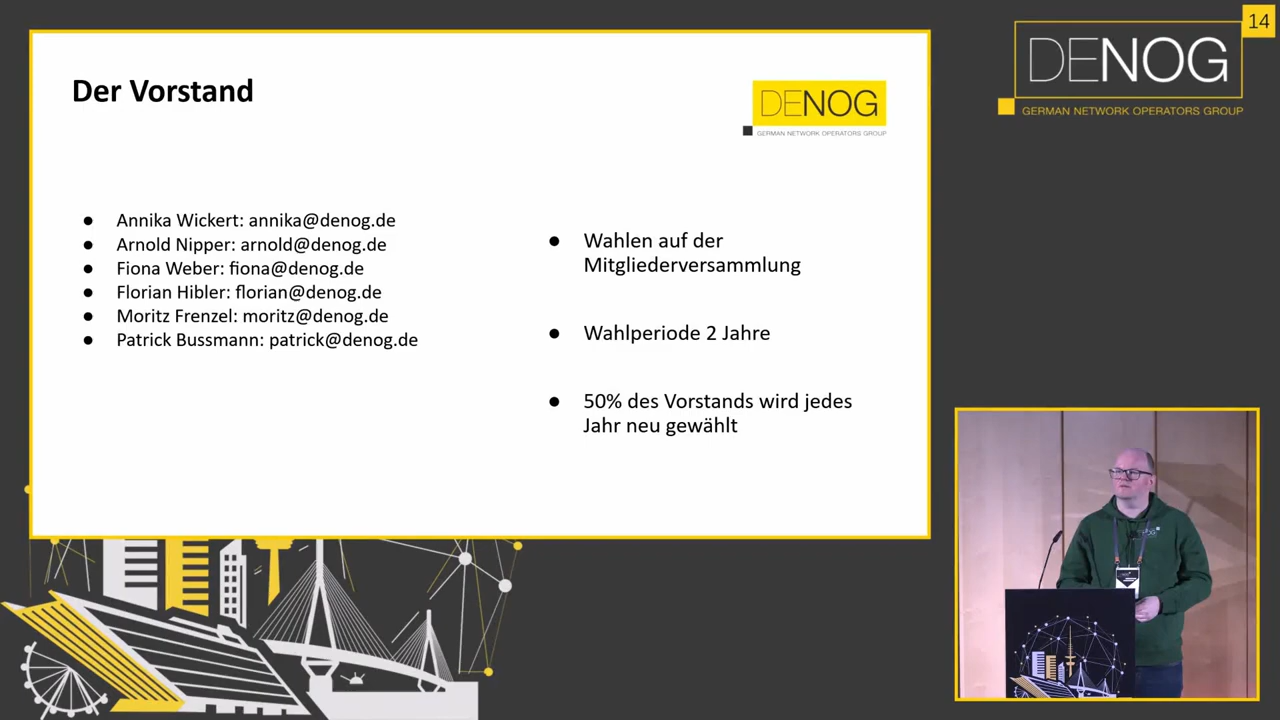 Der Vorstand
DENOG
GERMAN NETWORK OPERATORS GROUP
● Annika Wickert: annika@denog.de
● Arnold Nipper: arnold@denog.de
● Fiona Weber: fiona@denog.de
● Florian Hibler: florian@denog.de
● Moritz Frenzel: moritz@denog.de
● Patrick Bussmann: patrick@denog.de
● Wahlen auf der
Mitgliederversammlung
● Wahlperiode 2 Jahre
● 50% des Vorstands wird jedes
Jahr neu gewählt
14
DENOG
GERMAN NETWORK OPERATORS GROUP